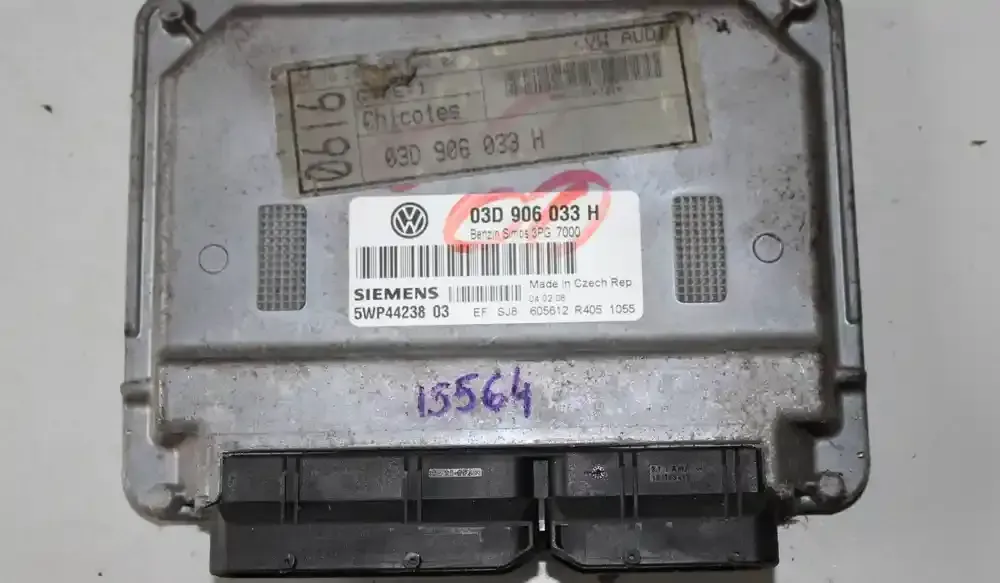 VW AUDI
0616
Chicotes
03D 906 033 H
03D 906 033 H
Benzin Simos 3PG 7000
Made in Czech Rep
SIEMENS
04 02 08
5WP44238 03
EF SJ8 605612 R405 1055
15564